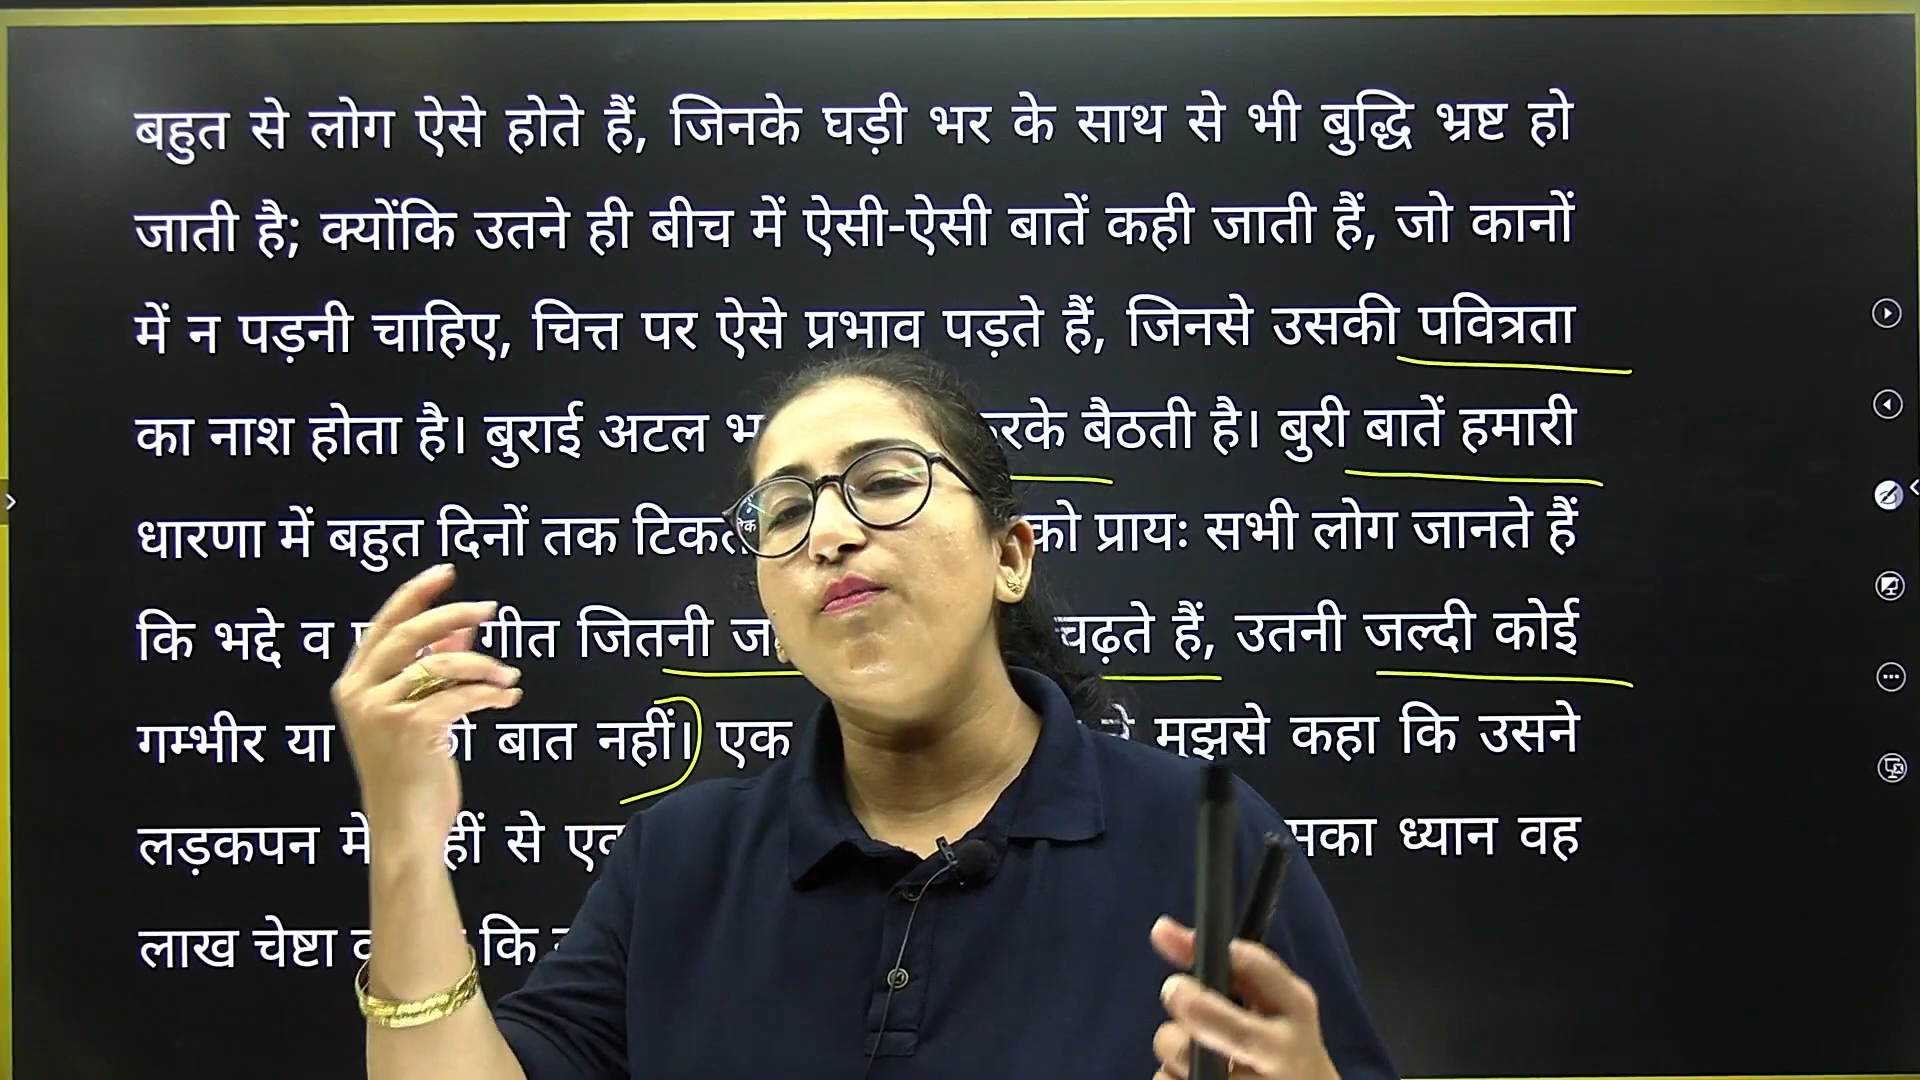 बहुत से लोग ऐसे होते हैं, जिनके घड़ी भर के साथ से भी बुद्धि भ्रष्ट हो
जाती है; क्योंकि उतने ही बीच में ऐसी-ऐसी बातें कही जाती हैं, जो कानों
में न पड़नी चाहिए, चित्त पर ऐसे प्रभाव पड़ते हैं, जिनसे उसकी पवित्रता
का नाश होता है। बुराई अटल बैठती है। बुरी बातें हमारी
धारणा में बहुत दिनों तक को प्रायः सभी लोग जानते हैं
कि भद्दे व गीत जितनी चढ़ते हैं, उतनी जल्दी कोई
गम्भीर या बात नहीं। एक मुझसे कहा कि उसने
लड़कपन में से ध्यान वह
लाख चेष्टा कि